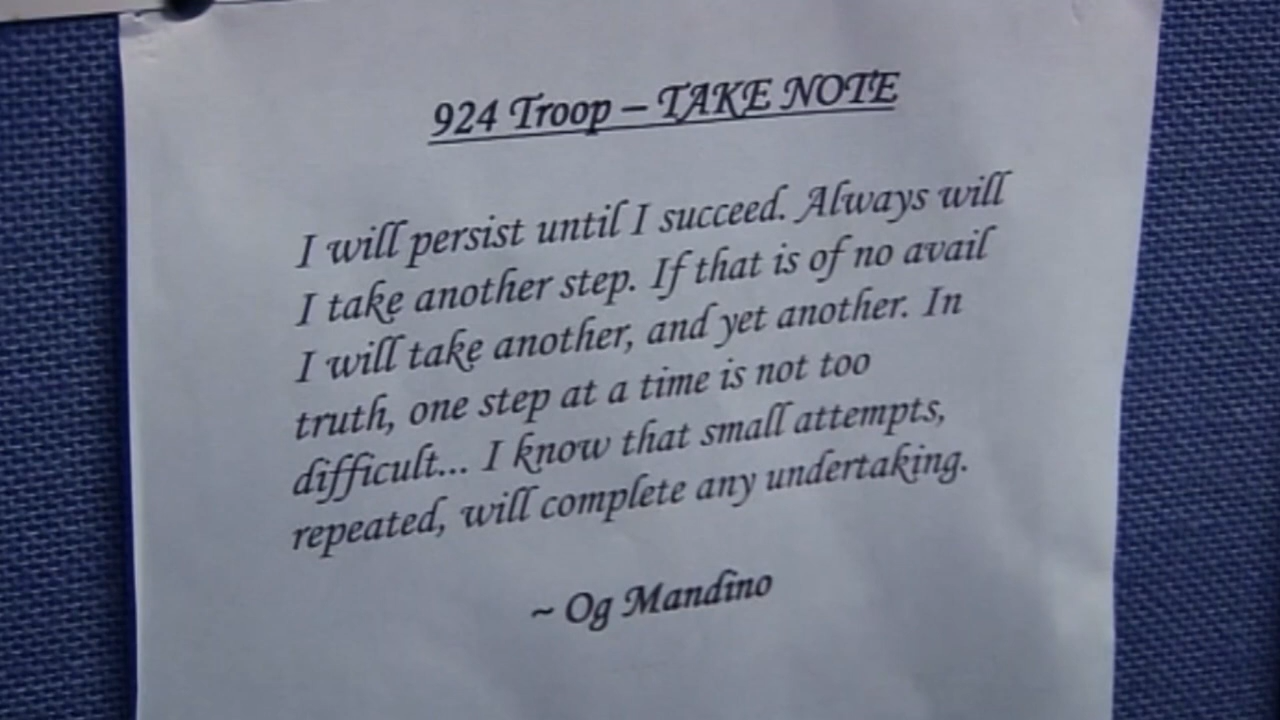 924 Troop – TAKE NOTE
I will persist until I succeed. Always will
I take another step. If that is of no avail
I will take another, and yet another. In
truth, one step at a time is not too
difficult... I know that small attempts,
repeated, will complete any undertaking.
~ Og Mandino